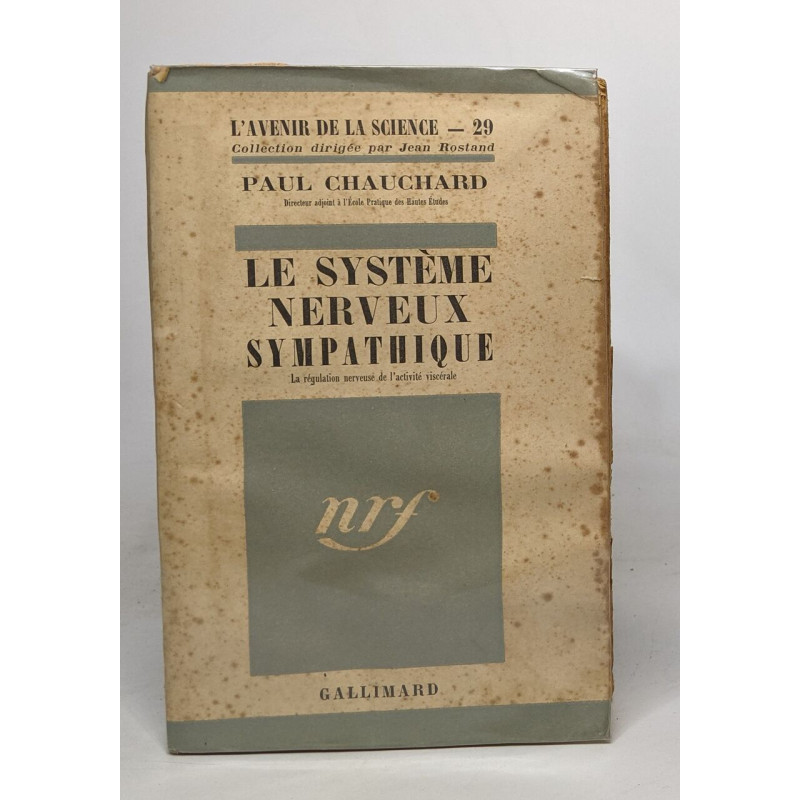 L'AVENIR DE LA SCIENCE — 29
Collection dirigée par Jean Rostand
PAUL CHAUCHARD
Directeur adjoint à l'École Pratique des Hautes Études
LE SYSTÈME
NERVEUX
SYMPATHIQUE
La régulation nerveuse de l'activité viscérale
nrf
GALLIMARD